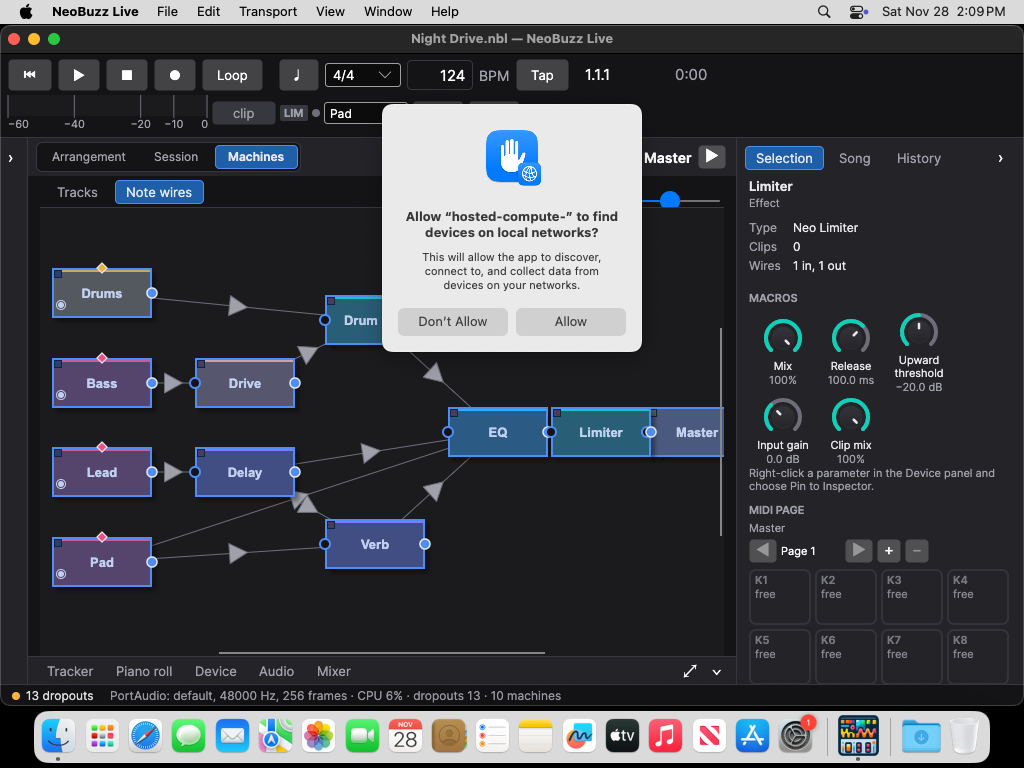 NeoBuzz Live File Edit Transport View Window Help Sat Nov 28 2:09 PM
Night Drive.nbl — NeoBuzz Live
Loop 4/4 124 BPM Tap 1.1.1 0:00
-60 -40 -20 -10 0 clip LIM Pad
Arrangement Session Machines Master
Tracks Note wires
Allow “hosted-compute-” to find
devices on local networks?
This will allow the app to discover,
connect to, and collect data from
devices on your networks.
Don’t Allow Allow
Drums
Drum
Bass
Drive
EQ
Limiter
Master
Lead
Delay
Pad
Verb
Selection Song History
Limiter
Effect
Type Neo Limiter
Clips 0
Wires 1 in, 1 out
MACROS
Mix
100%
Release
100.0 ms
Upward
threshold
−20.0 dB
Input gain
0.0 dB
Clip mix
100%
Right-click a parameter in the Device panel and
choose Pin to Inspector.
MIDI PAGE
Master
Page 1 + −
K1 K2 K3 K4
free free free free
K5 K6 K7 K8
free free free free
Tracker Piano roll Device Audio Mixer
13 dropouts PortAudio: default, 48000 Hz, 256 frames · CPU 6% · dropouts 13 · 10 machines
NOV
28
tv
1